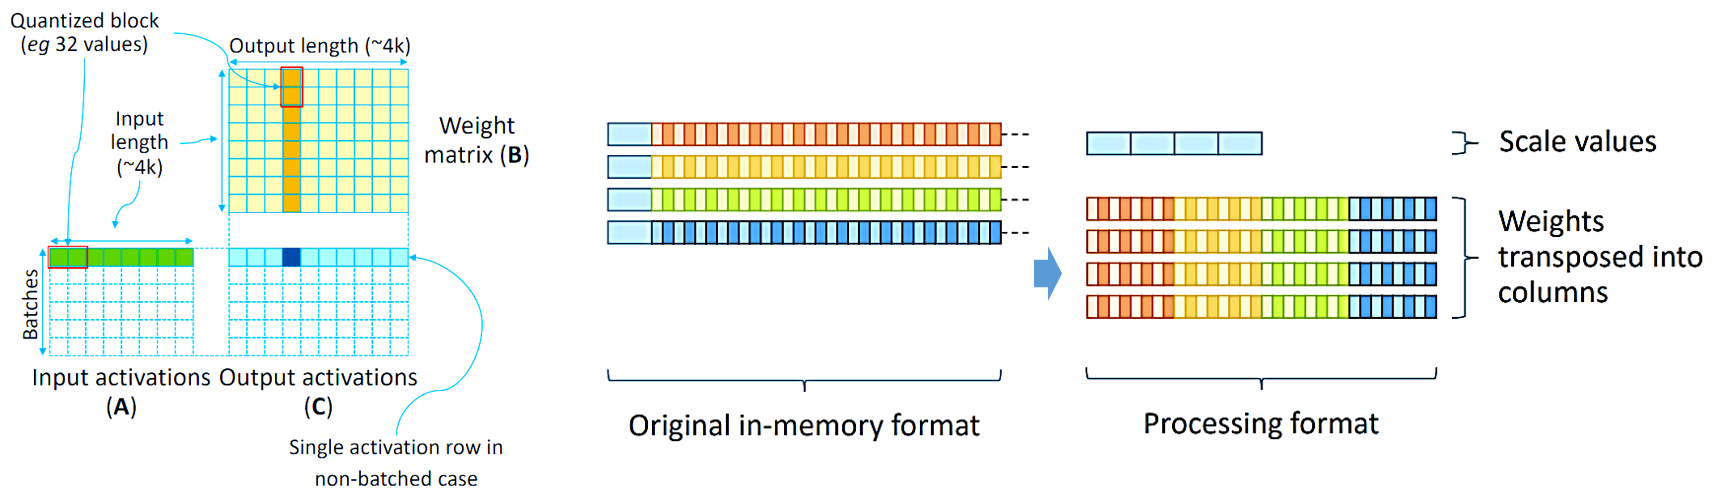 Quantized block
(eg 32 values)
Output length (~4k)
Input
length
(~4k)
Weight
matrix (B)
Batches
Input activations
(A)
Output activations
(C)
Single activation row in
non-batched case
Original in-memory format
Scale values
Weights
transposed into
columns
Processing format